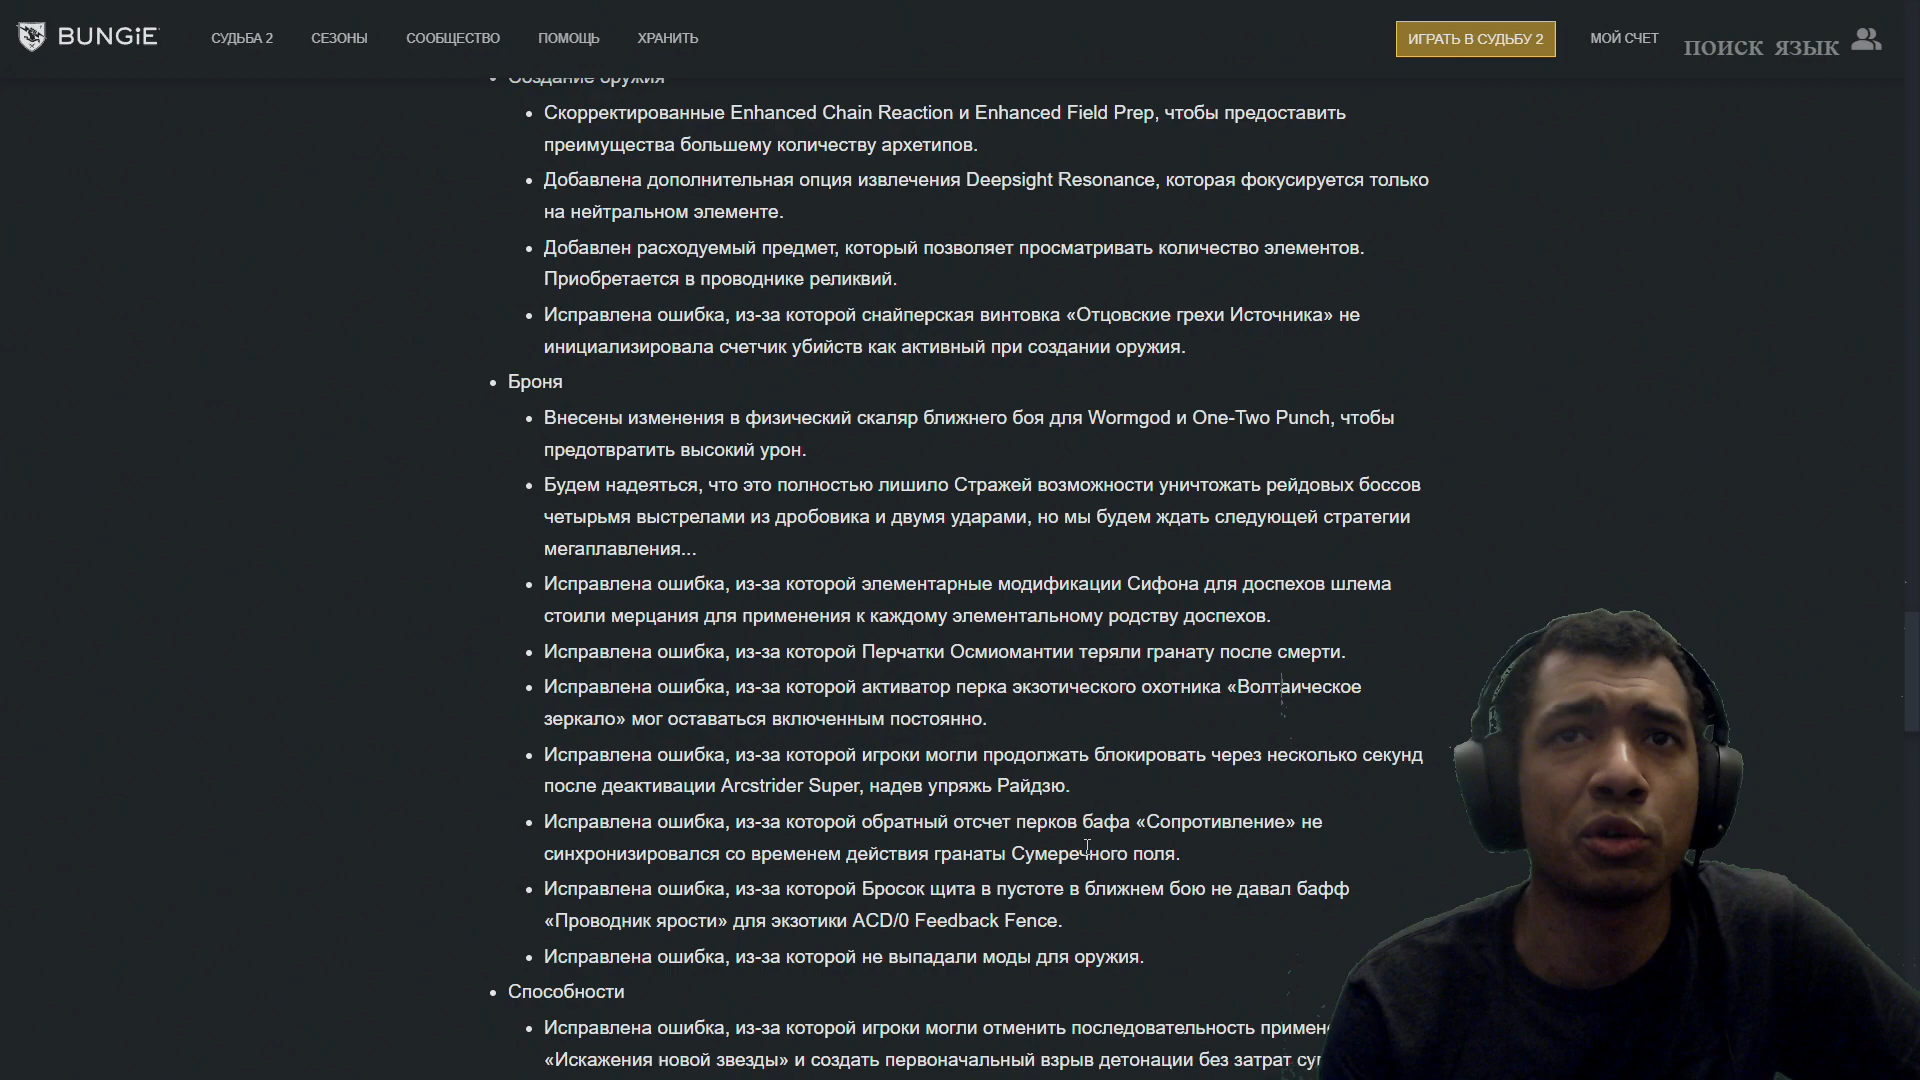 BUNGiE
СУДЬБА 2
СЕЗОНЫ
СООБЩЕСТВО
ПОМОЩЬ
ХРАНИТЬ
ИГРАТЬ В СУДЬБУ 2
МОЙ СЧЕТ
ПОИСК
ЯЗЫК
Создание оружия
Скорректированные Enhanced Chain Reaction и Enhanced Field Prep, чтобы предоставить
преимущества большему количеству архетипов.
Добавлена дополнительная опция извлечения Deepsight Resonance, которая фокусируется только
на нейтральном элементе.
Добавлен расходуемый предмет, который позволяет просматривать количество элементов.
Приобретается в проводнике реликвий.
Исправлена ошибка, из-за которой снайперская винтовка «Отцовские грехи Источника» не
инициализировала счетчик убийств как активный при создании оружия.
Броня
Внесены изменения в физический скаляр ближнего боя для Wormgod и One-Two Punch, чтобы
предотвратить высокий урон.
Будем надеяться, что это полностью лишило Стражей возможности уничтожать рейдовых боссов
четырьмя выстрелами из дробовика и двумя ударами, но мы будем ждать следующей стратегии
мегаплавления...
Исправлена ошибка, из-за которой элементарные модификации Сифона для доспехов шлема
стоили мерцания для применения к каждому элементальному родству доспехов.
Исправлена ошибка, из-за которой Перчатки Осмиомантии теряли гранату после смерти.
Исправлена ошибка, из-за которой активатор перка экзотического охотника «Волтаическое
зеркало» мог оставаться включенным постоянно.
Исправлена ошибка, из-за которой игроки могли продолжать блокировать через несколько секунд
после деактивации Arcstrider Super, надев упряжь Райдзю.
Исправлена ошибка, из-за которой обратный отсчет перков бафа «Сопротивление» не
синхронизировался со временем действия гранаты Сумеречного поля.
Исправлена ошибка, из-за которой Бросок щита в пустоте в ближнем бою не давал бафф
«Проводник ярости» для экзотики ACD/0 Feedback Fence.
Исправлена ошибка, из-за которой не выпадали моды для оружия.
Способности
Исправлена ошибка, из-за которой игроки могли отменить последовательность
«Искажения новой звезды» и создать первоначальный взрыв детонации без затрат